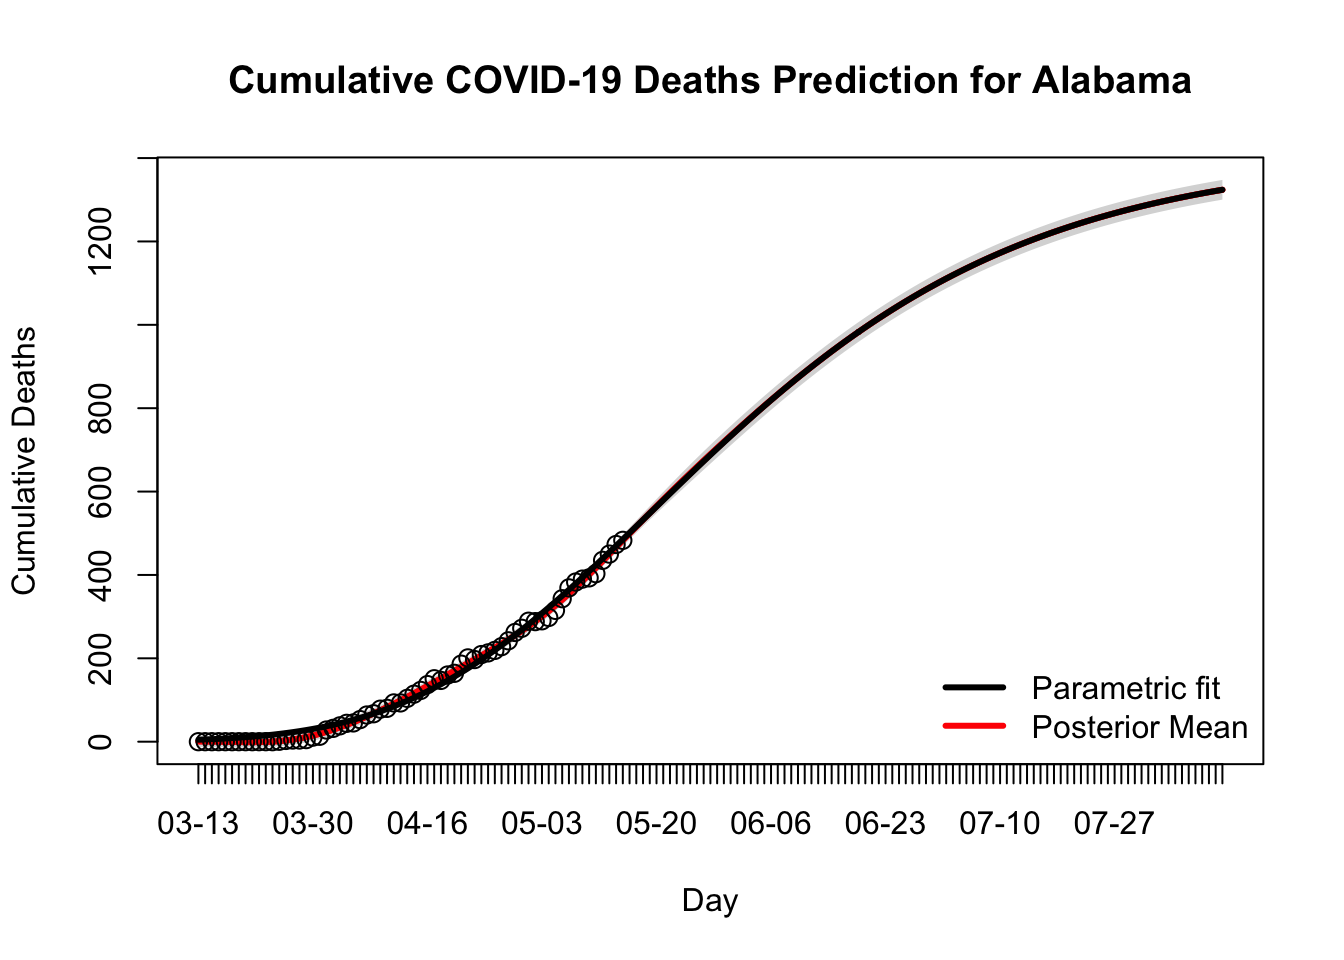 Cumulative COVID-19 Deaths Prediction for Alabama
Cumulative Deaths
1200
800
600
400
200
0
Parametric fit
Posterior Mean
03-13 03-30 04-16 05-03 05-20 06-06 06-23 07-10 07-27
Day